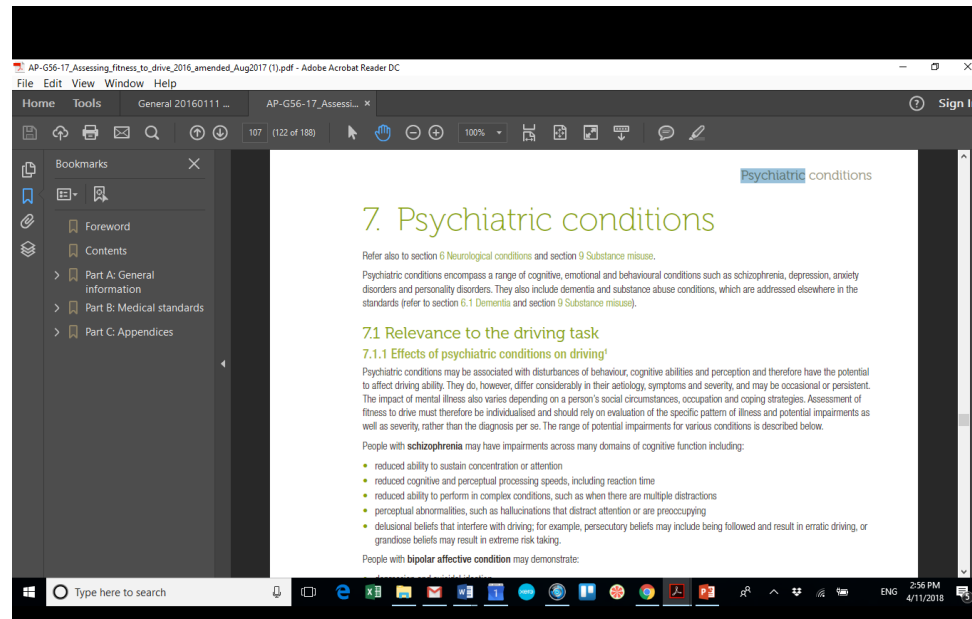 AP-G56-17_Assessing_fitness_to_drive_2016_amended_Aug2017 (1).pdf - Adobe Acrobat Reader DC
File Edit View Window Help
Home Tools General 20160111 ... AP-G56-17_Assessi... ×
Sign I
107 (122 of 188) 100%
Bookmarks
Foreword
Contents
Part A: General
information
Part B: Medical standards
Part C: Appendices
Psychiatric conditions
7. Psychiatric conditions
Refer also to section 6 Neurological conditions and section 9 Substance misuse.
Psychiatric conditions encompass a range of cognitive, emotional and behavioural conditions such as schizophrenia, depression, anxiety
disorders and personality disorders. They also include dementia and substance abuse conditions, which are addressed elsewhere in the
standards (refer to section 6.1 Dementia and section 9 Substance misuse).
7.1 Relevance to the driving task
7.1.1 Effects of psychiatric conditions on driving¹
Psychiatric conditions may be associated with disturbances of behaviour, cognitive abilities and perception and therefore have the potential
to affect driving ability. They do, however, differ considerably in their aetiology, symptoms and severity, and may be occasional or persistent.
The impact of mental illness also varies depending on a person's social circumstances, occupation and coping strategies. Assessment of
fitness to drive must therefore be individualised and should rely on evaluation of the specific pattern of illness and potential impairments as
well as severity, rather than the diagnosis per se. The range of potential impairments for various conditions is described below.
People with schizophrenia may have impairments across many domains of cognitive function including:
• reduced ability to sustain concentration or attention
• reduced cognitive and perceptual processing speeds, including reaction time
• reduced ability to perform in complex conditions, such as when there are multiple distractions
• perceptual abnormalities, such as hallucinations that distract attention or are preoccupying
• delusional beliefs that interfere with driving; for example, persecutory beliefs may include being followed and result in erratic driving, or
grandiose beliefs may result in extreme risk taking.
People with bipolar affective condition may demonstrate:
Type here to search
ENG
2:56 PM
4/11/2018